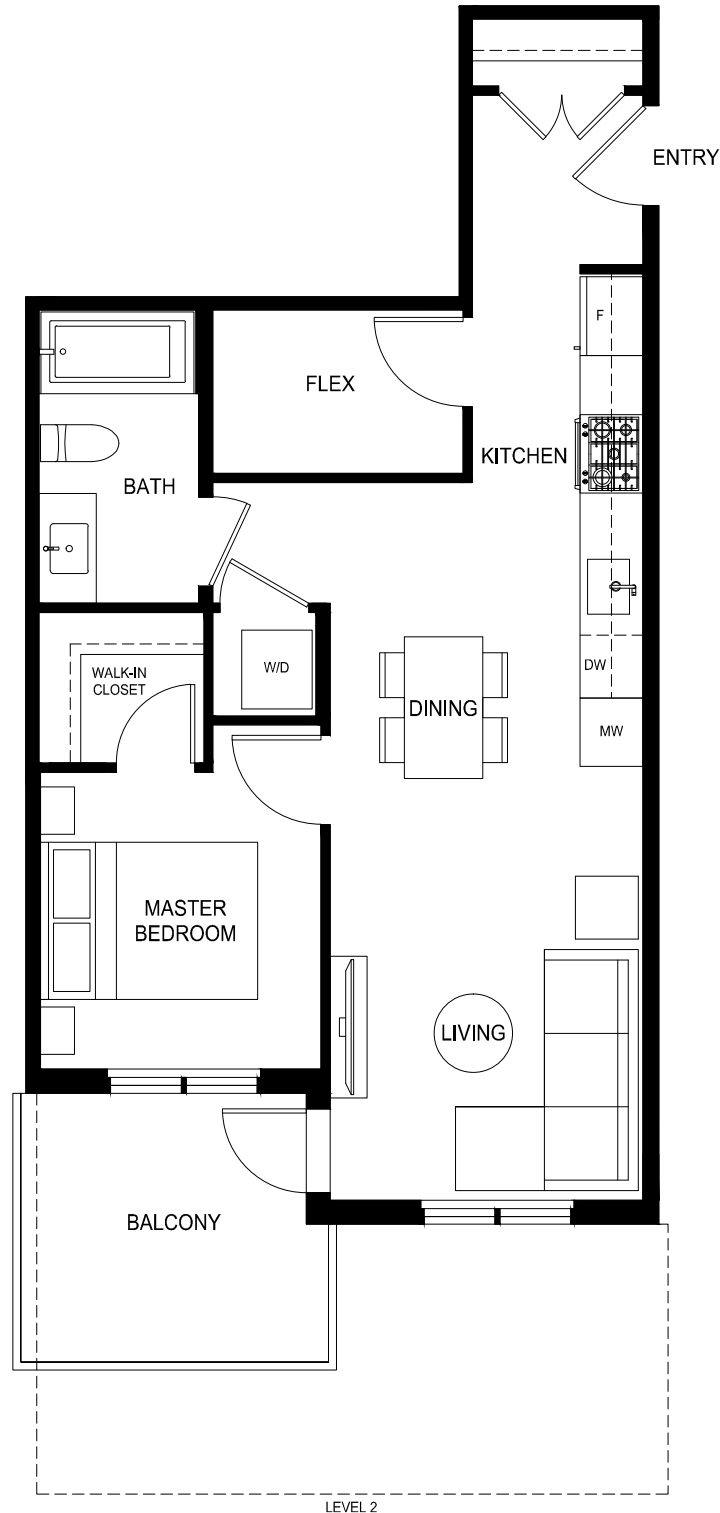 ENTRY
F
FLEX
KITCHEN
BATH
W/D
WALK-IN
CLOSET
DW
DINING
MW
MASTER
BEDROOM
LIVING
BALCONY
LEVEL 2